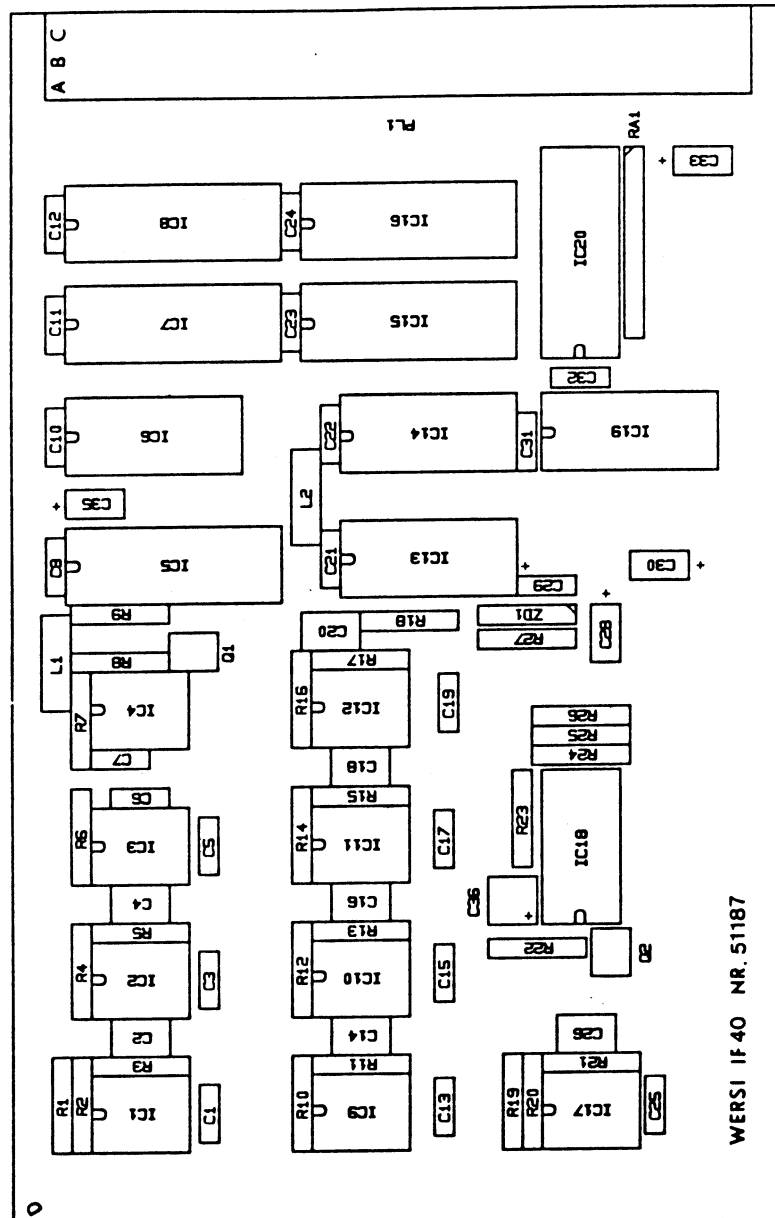 A B C
PL1
RA1
C33
C12
IC8
C24
IC16
IC20
C11
IC7
C23
IC15
C32
C10
IC6
C22
IC14
C31
IC19
C35
L2
C8
IC5
C21
IC13
C29
C30
R9
L1
R8
Q1
C20
R18
ZD1
R27
C28
R17
R7
IC4
R16
IC12
C19
C7
C18
R26
R25
R24
R6
C6
IC3
C5
R15
R14
IC11
C17
R23
IC18
C4
C16
C36
R5
R4
IC2
C3
R13
R12
IC10
C15
R22
Q2
C2
C14
C26
R3
R1
R2
IC1
C1
R11
R10
IC9
C13
R21
R19
R20
IC17
C25
WERSI IF 40 NR. 51187